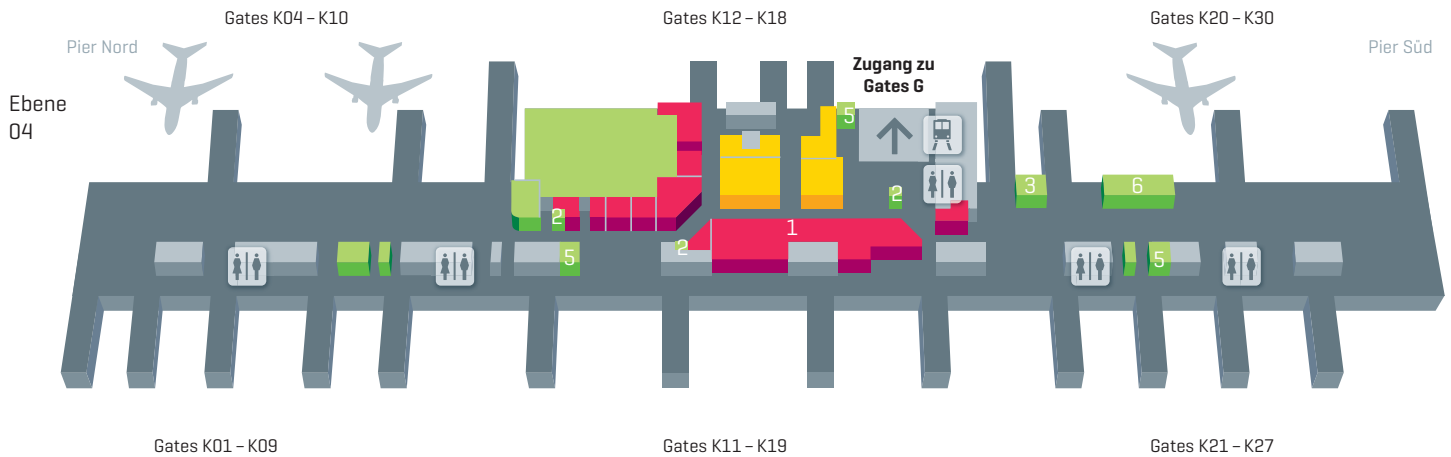 Gates K04 – K10
Gates K12 – K18
Gates K20 – K30
Pier Nord
Pier Süd
Zugang zu
Gates G
Ebene
04
5
2
3
6
2
1
2
5
5
Gates K01 – K09
Gates K11 – K19
Gates K21 – K27